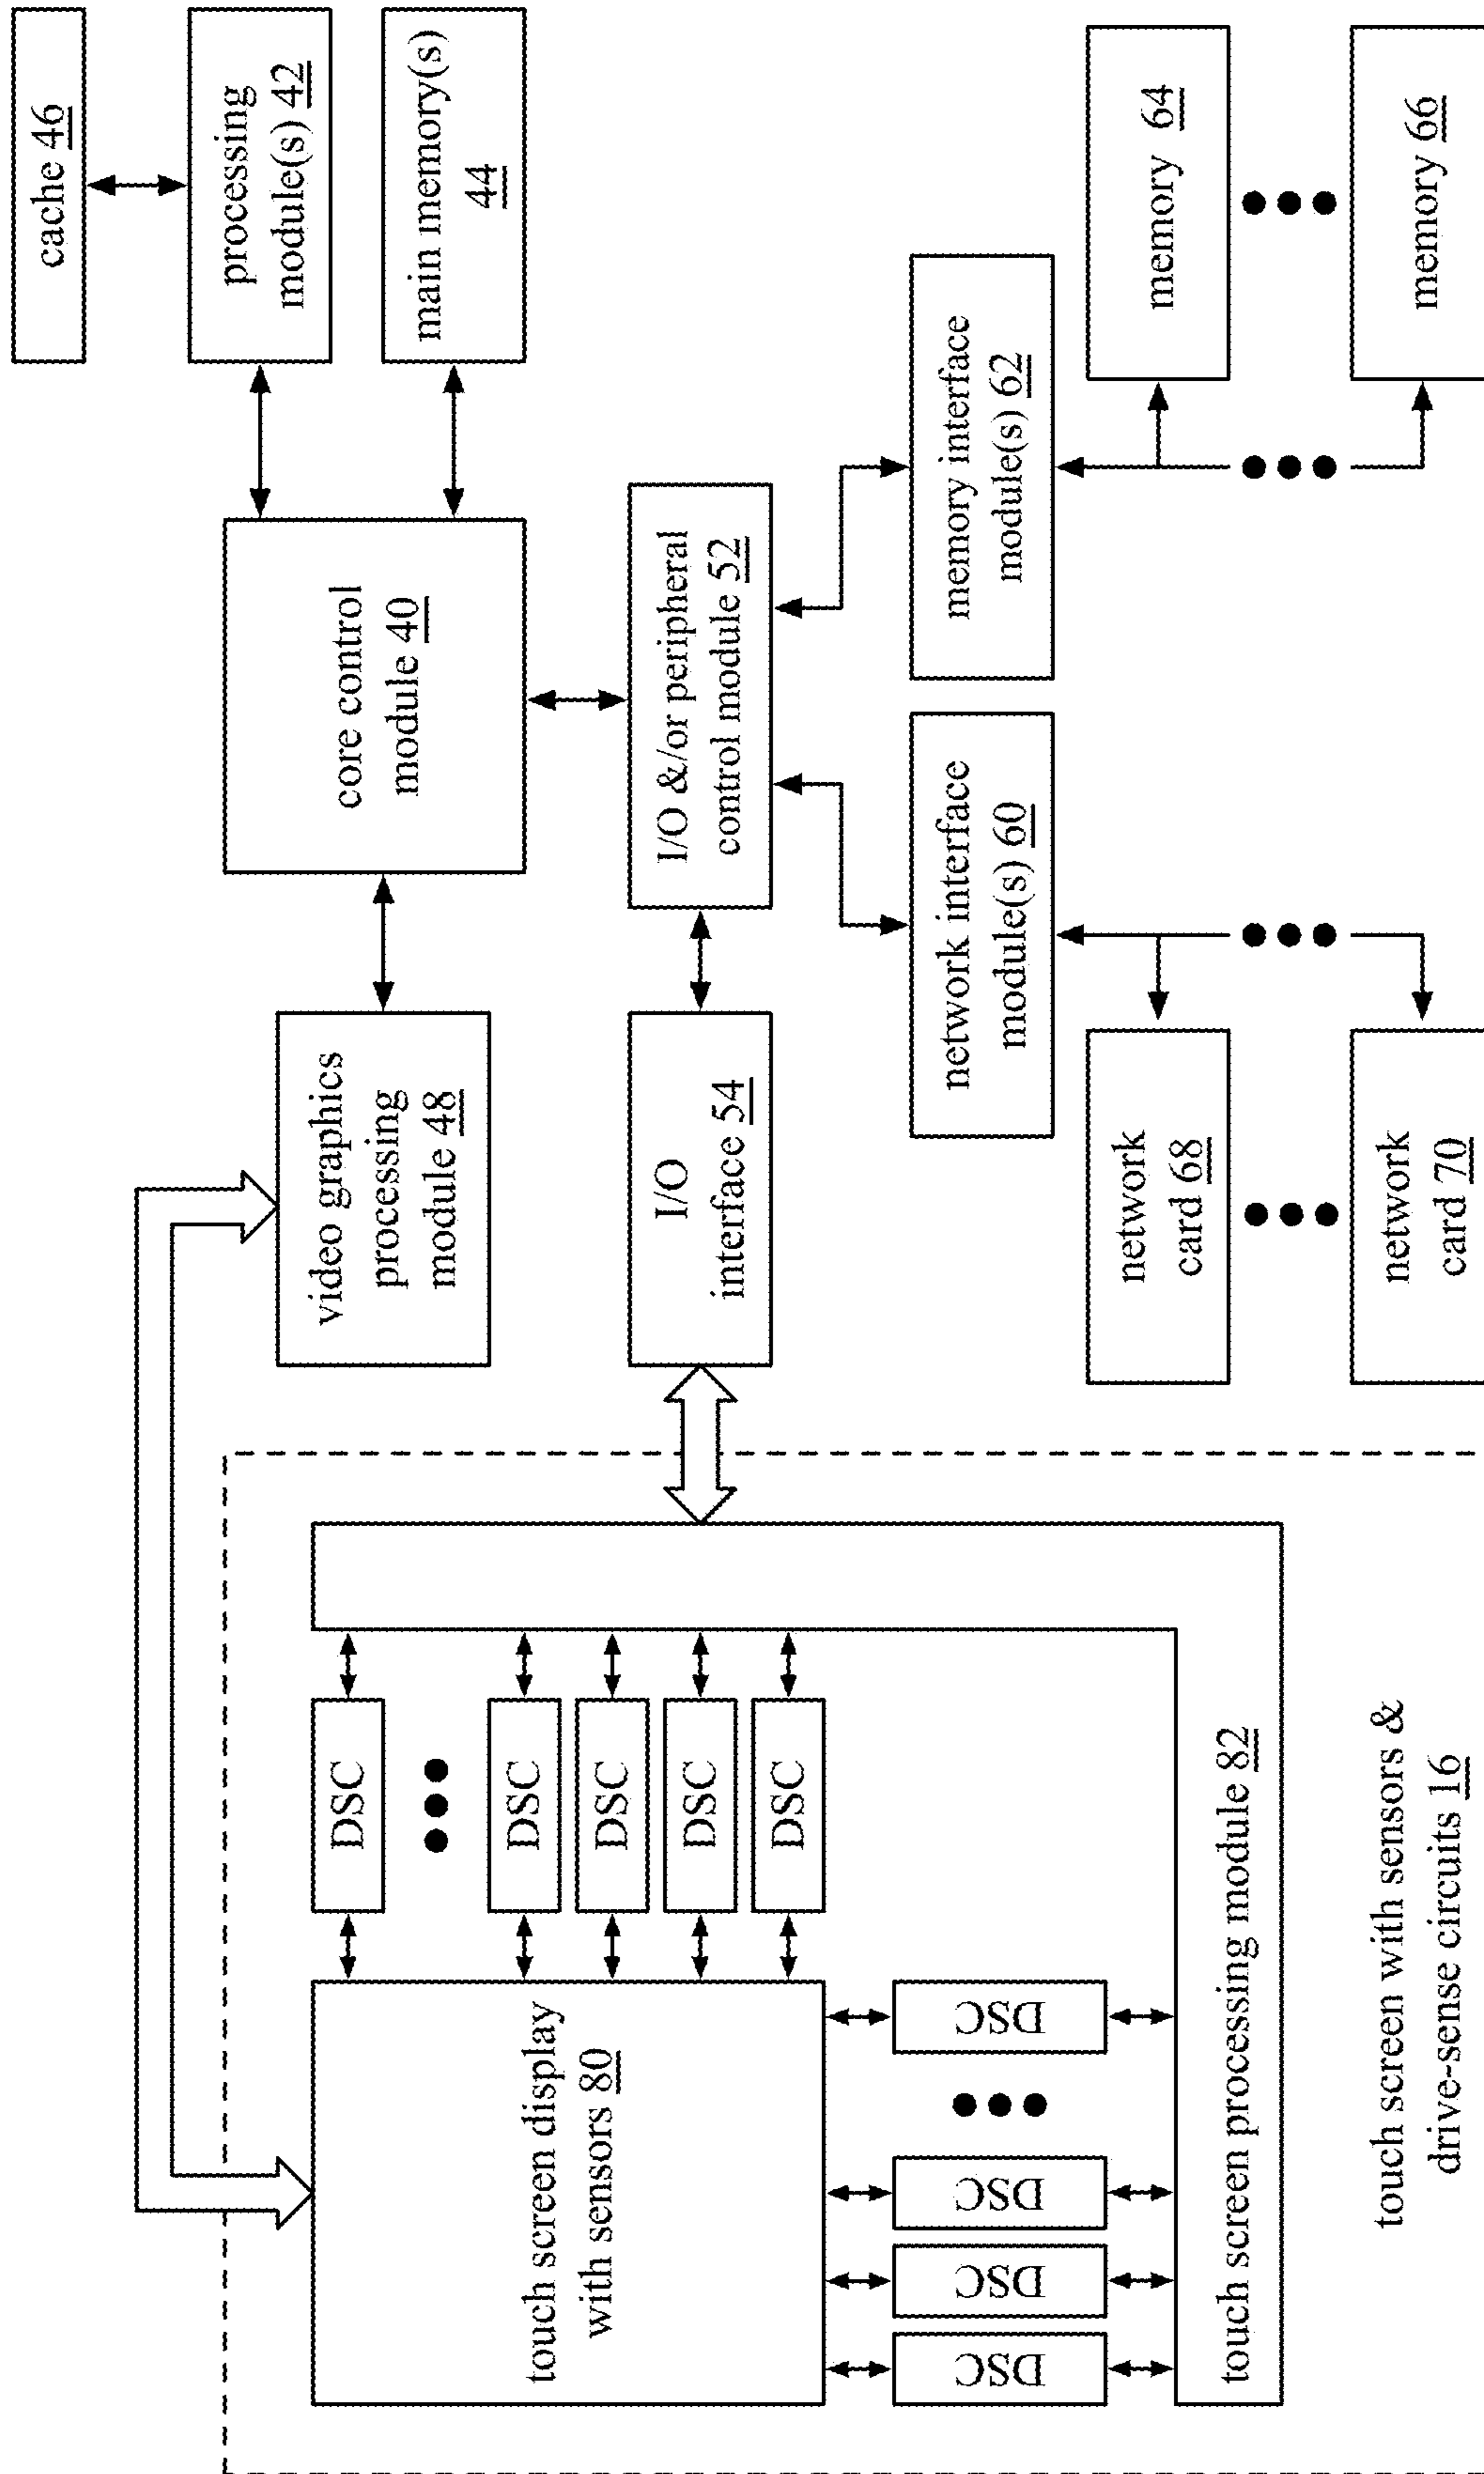 cache 46
processing
module(s) 42
main memory(s)
44
core control
module 40
video graphics
processing
module 48
I/O &/or peripheral
control module 52
I/O
interface 54
memory interface
module(s) 62
network interface
module(s) 60
memory 64
memory 66
network
card 68
network
card 70
touch screen display
with sensors 80
DSC
DSC
DSC
DSC
DSC
DSC
DSC
DSC
DSC
touch screen processing module 82
touch screen with sensors &
drive-sense circuits 16